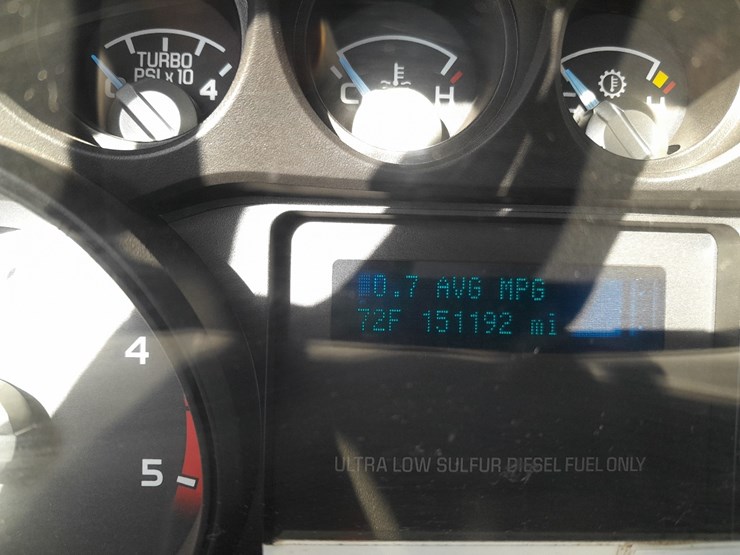 TURBO
PSI x 10
0 4
C H
H
0.7 AVG MPG
72F 151192 mi
4
5
ULTRA LOW SULFUR DIESEL FUEL ONLY